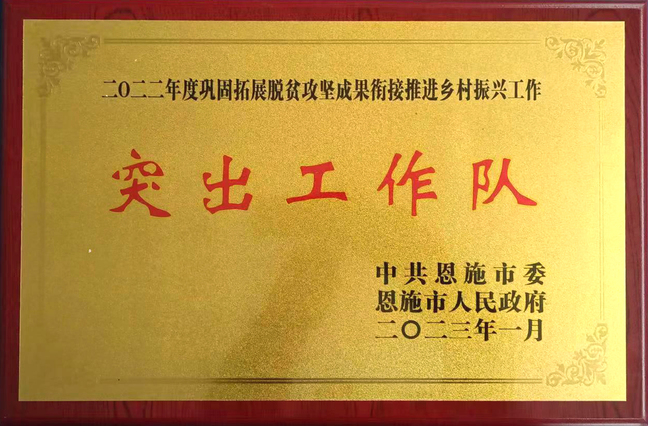 二〇二二年度巩固拓展脱贫攻坚成果衔接推进乡村振兴工作
突出工作队
中共恩施市委
恩施市人民政府
二〇二三年一月